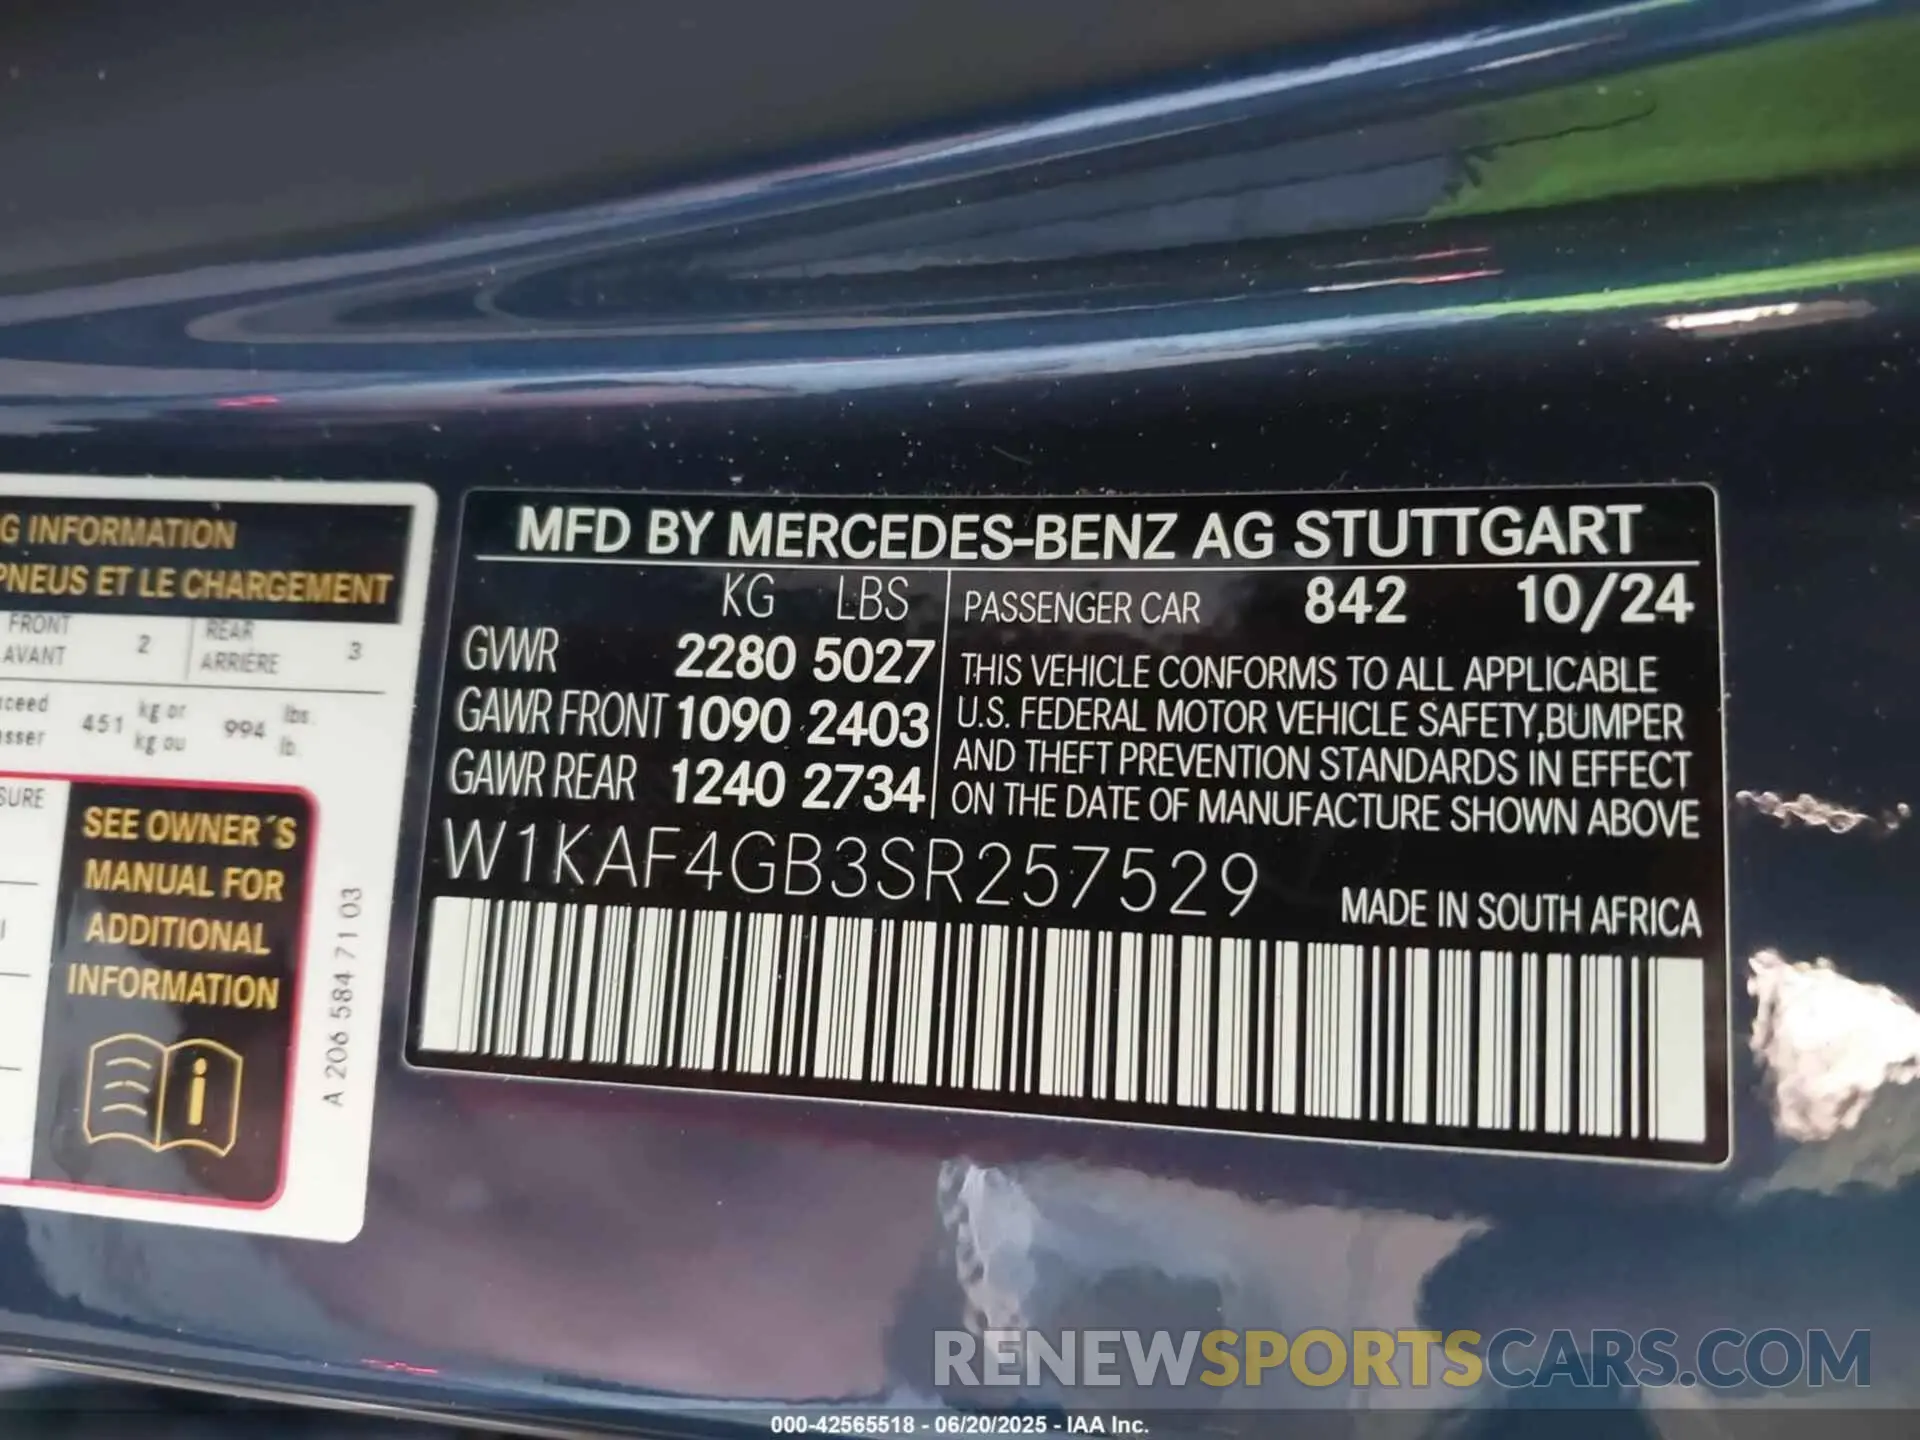 G INFORMATION
PNEUS ET LE CHARGEMENT
FRONT 2 REAR 3
AVANT ARRIÈRE
451 kg or 994 lbs.
kg ou lb.
SEE OWNER´S
MANUAL FOR
ADDITIONAL
INFORMATION
A 206 584 71 03
MFD BY MERCEDES-BENZ AG STUTTGART
KG LBS
GVWR 2280 5027
GAWR FRONT 1090 2403
GAWR REAR 1240 2734
PASSENGER CAR 842 10/24
THIS VEHICLE CONFORMS TO ALL APPLICABLE
U.S. FEDERAL MOTOR VEHICLE SAFETY,BUMPER
AND THEFT PREVENTION STANDARDS IN EFFECT
ON THE DATE OF MANUFACTURE SHOWN ABOVE
W1KAF4GB3SR257529
MADE IN SOUTH AFRICA
RENEWSPORTSCARS.COM
000-42565518 - 06/20/2025 - IAA Inc.